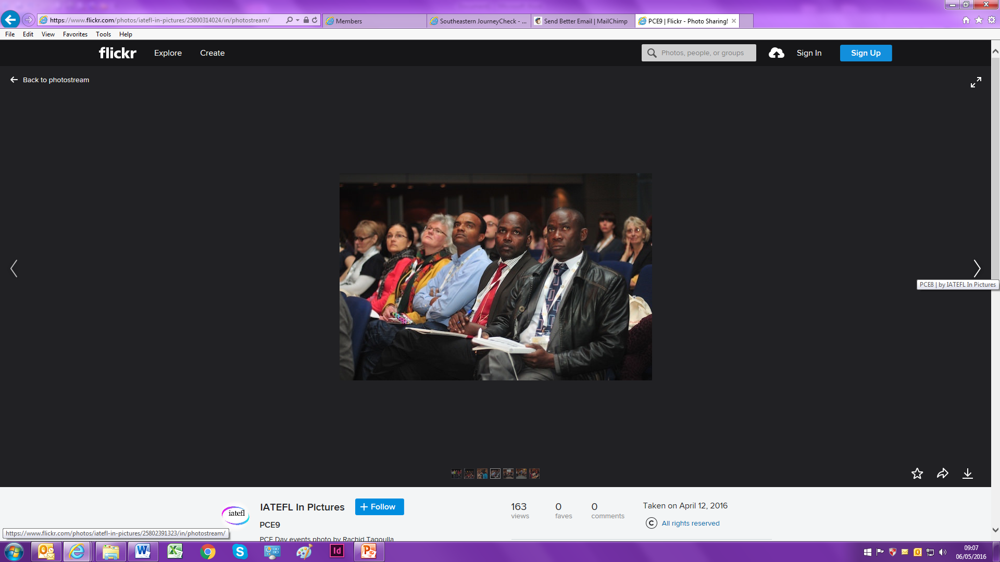 https://www.flickr.com/photos/iatefl-in-pictures/25800314024/in/photostream/
Members
Southeastern JourneyCheck - ...
Send Better Email | MailChimp
PCE9 | Flickr - Photo Sharing!
File Edit View Favorites Tools Help
flickr Explore Create
Photos, people, or groups
Sign In
Sign Up
Back to photostream
PCE8 | by IATEFL In Pictures
iatefl
IATEFL In Pictures
+ Follow
PCE9
PCE Day events photo by Rachid Tagoulla
163 views
0 faves
0 comments
Taken on April 12, 2016
All rights reserved
https://www.flickr.com/photos/iatefl-in-pictures/25802391323/in/photostream/
Id
09:07
06/05/2016